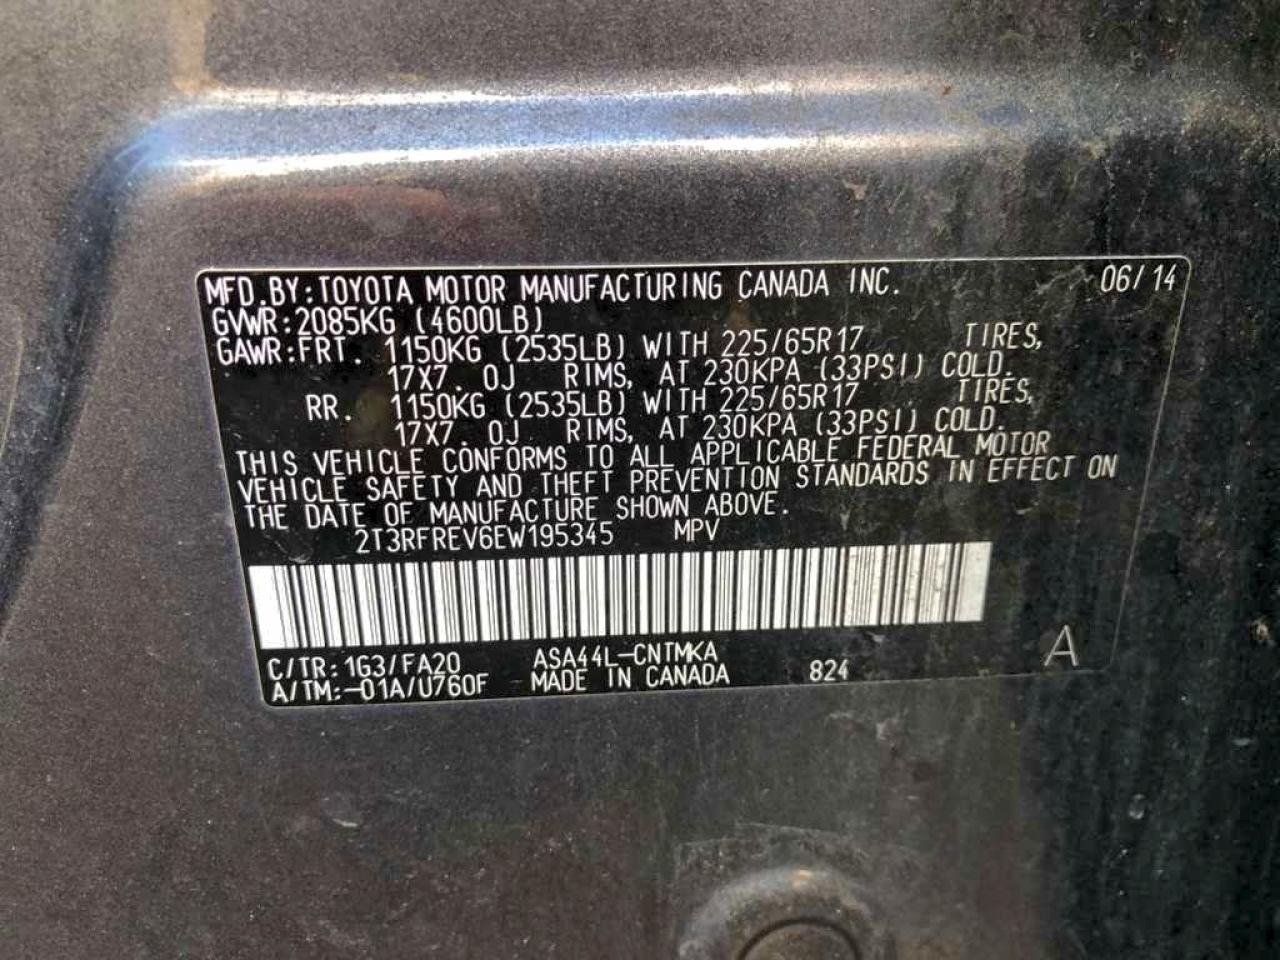 MFD.BY:TOYOTA MOTOR MANUFACTURING CANADA INC. 06/14
GVWR:2085KG (4600LB)
GAWR:FRT. 1150KG (2535LB) WITH 225/65R17 TIRES,
17X7.0J RIMS, AT 230KPA (33PSI) COLD.
RR. 1150KG (2535LB) WITH 225/65R17 TIRES,
17X7.0J RIMS, AT 230KPA (33PSI) COLD.
THIS VEHICLE CONFORMS TO ALL APPLICABLE FEDERAL MOTOR
VEHICLE SAFETY AND THEFT PREVENTION STANDARDS IN EFFECT ON
THE DATE OF MANUFACTURE SHOWN ABOVE.
2T3RFREV6EW195345 MPV
C/TR:1G3/FA20 ASA44L-CNTMKA
A/TM:-01A/U760F MADE IN CANADA 824 A